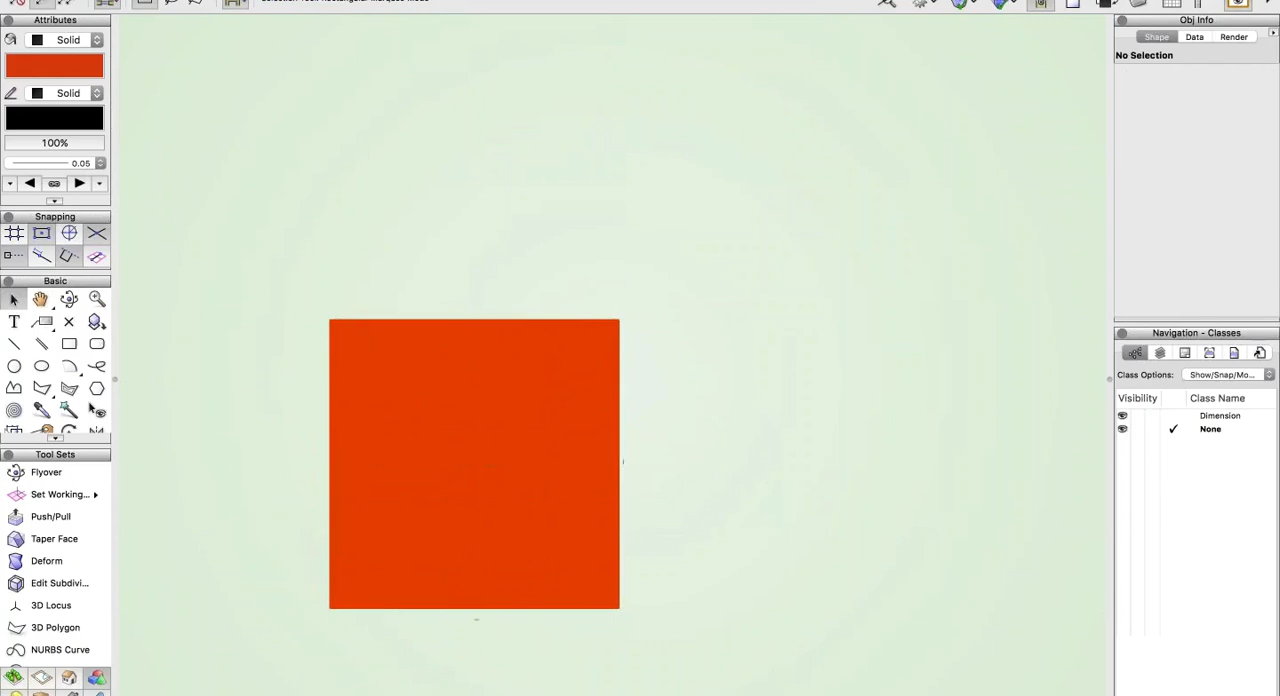 Attributes
Solid
Solid
100%
0.05
Snapping
Basic
T
Tool Sets
Flyover
Set Working...
Push/Pull
Taper Face
Deform
Edit Subdivi...
3D Locus
3D Polygon
NURBS Curve
Obj Info
Shape Data Render
No Selection
Navigation - Classes
Class Options: Show/Snap/Mo...
Visibility Class Name
Dimension
None